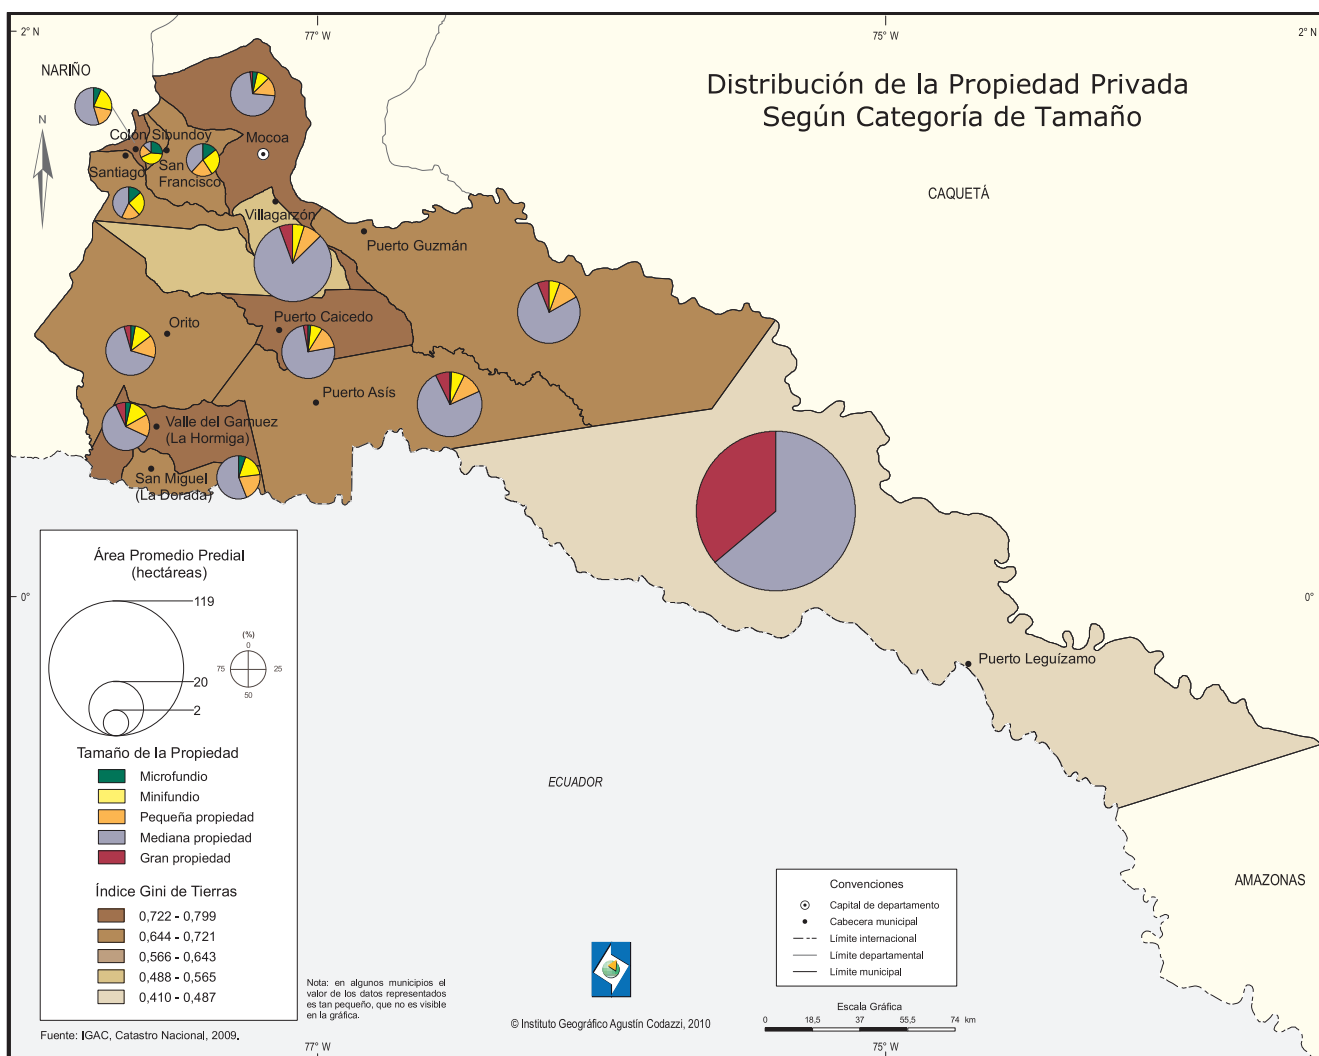 2° N
77° W
75° W
2° N
NARIÑO
Distribución de la Propiedad Privada
Según Categoría de Tamaño
N
Colón
Sibundoy
Mocoa
Santiago
San
Francisco
CAQUETÁ
Villagarzón
Puerto Guzmán
Orito
Puerto Caicedo
Puerto Asís
Valle del Gamuez
(La Hormiga)
San Miguel
(La Dorada)
Área Promedio Predial
(hectáreas)
119
20
2
(%)
0
75
25
50
0°
0°
Puerto Leguízamo
Tamaño de la Propiedad
Microfundio
Minifundio
Pequeña propiedad
Mediana propiedad
Gran propiedad
ECUADOR
AMAZONAS
Índice Gini de Tierras
0,722 - 0,799
0,644 - 0,721
0,566 - 0,643
0,488 - 0,565
0,410 - 0,487
Convenciones
Capital de departamento
Cabecera municipal
Límite internacional
Límite departamental
Límite municipal
Nota: en algunos municipios el
valor de los datos representados
es tan pequeño, que no es visible
en la gráfica.
Escala Gráfica
0
18,5
37
55,5
74 km
© Instituto Geográfico Agustín Codazzi, 2010
Fuente: IGAC, Catastro Nacional, 2009.
77° W
75° W